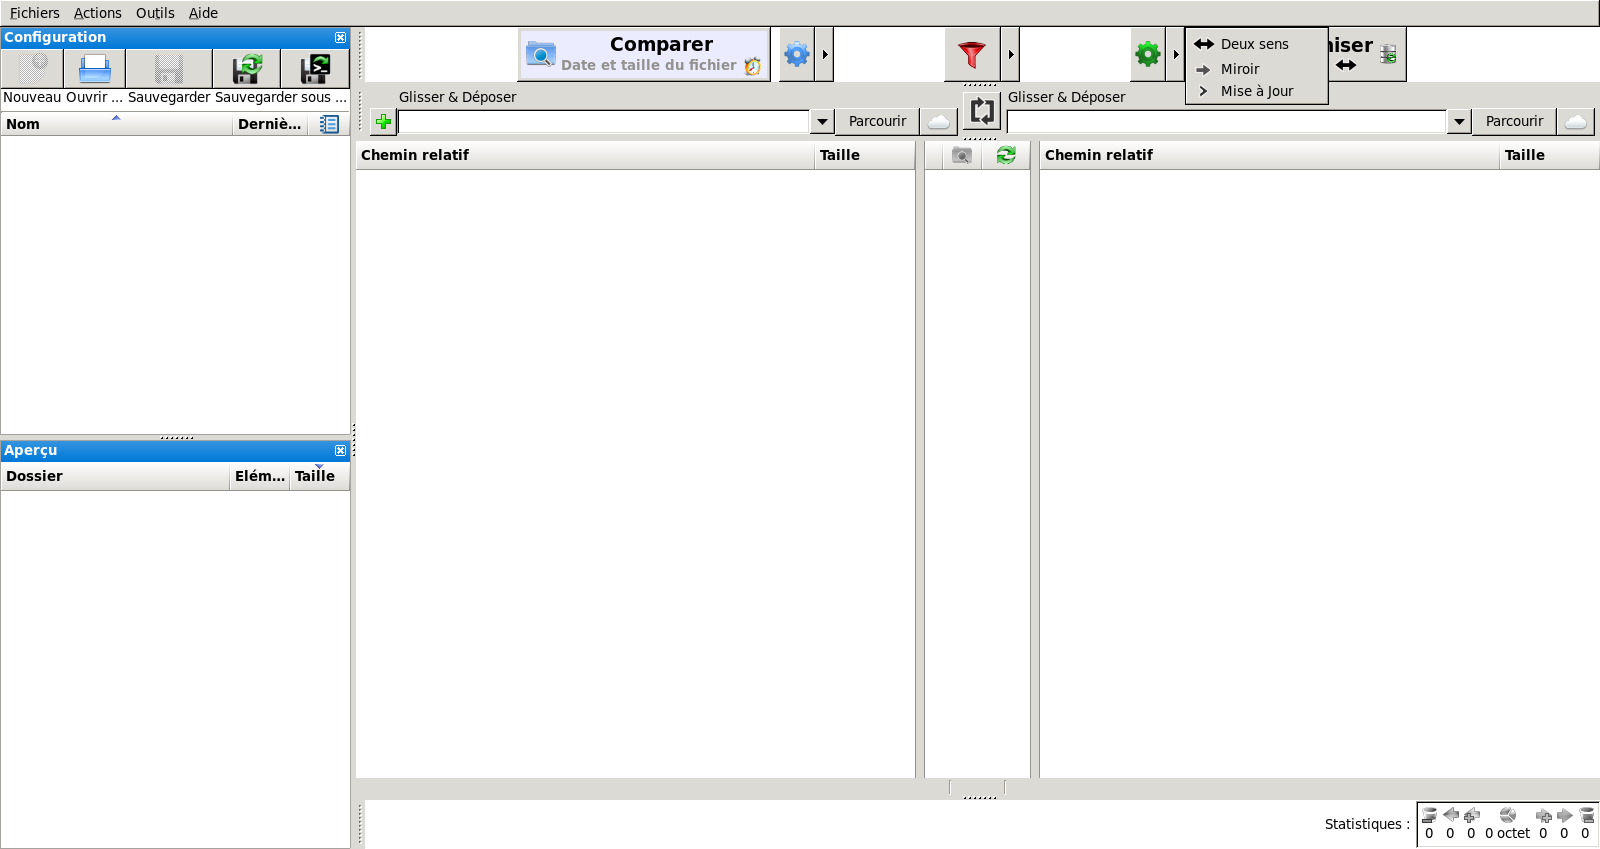 Fichiers Actions Outils Aide
Configuration
Nouveau Ouvrir ... Sauvegarder Sauvegarder sous ...
Nom Derniè...
Aperçu
Dossier Elém... Taille
Comparer
Date et taille du fichier
Deux sens
Miroir
Mise à Jour
iser
Glisser & Déposer
Parcourir
Glisser & Déposer
Parcourir
Chemin relatif Taille
Chemin relatif Taille
Statistiques :
0 0 0 0 octet 0 0 0